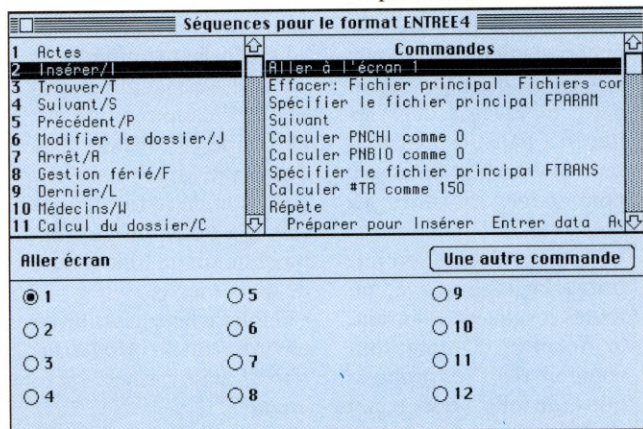 Séquences pour le format ENTREE4
1 Actes
2 Insérer/I
3 Trouver/T
4 Suivant/S
5 Précédent/P
6 Modifier le dossier/J
7 Arrêt/A
8 Gestion férié/F
9 Dernier/L
10 Médecins/W
11 Calcul du dossier/C
Commandes
Aller à l'écran 1
Effacer: Fichier principal Fichiers cor
Spécifier le fichier principal FPARAM
Suivant
Calculer PNCHI comme 0
Calculer PNBIO comme 0
Spécifier le fichier principal FTRANS
Calculer #TR comme 150
Répète
Préparer pour Insérer Entrer data Au
Aller écran
Une autre commande
1
2
3
4
5
6
7
8
9
10
11
12